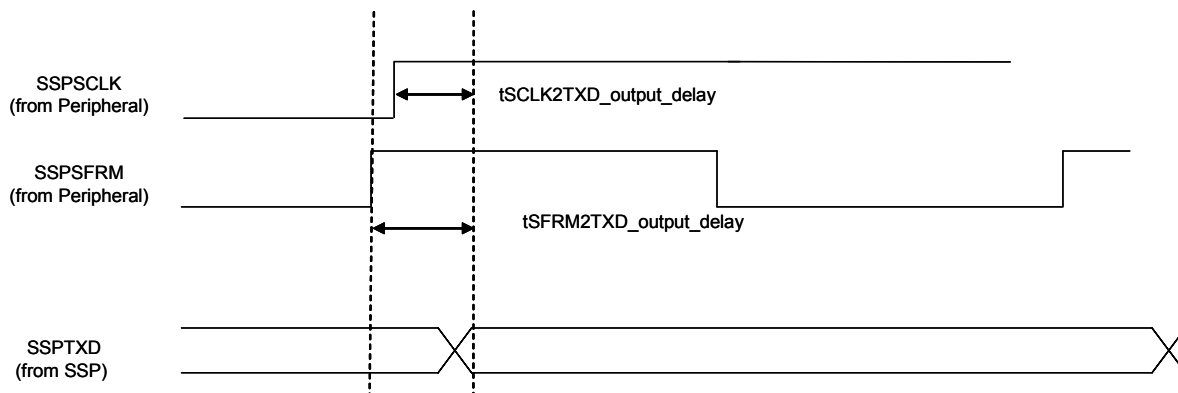 SSPSCLK
(from Peripheral)
tSCLK2TXD_output_delay
SSPSFRM
(from Peripheral)
tSFRM2TXD_output_delay
SSPTXD
(from SSP)